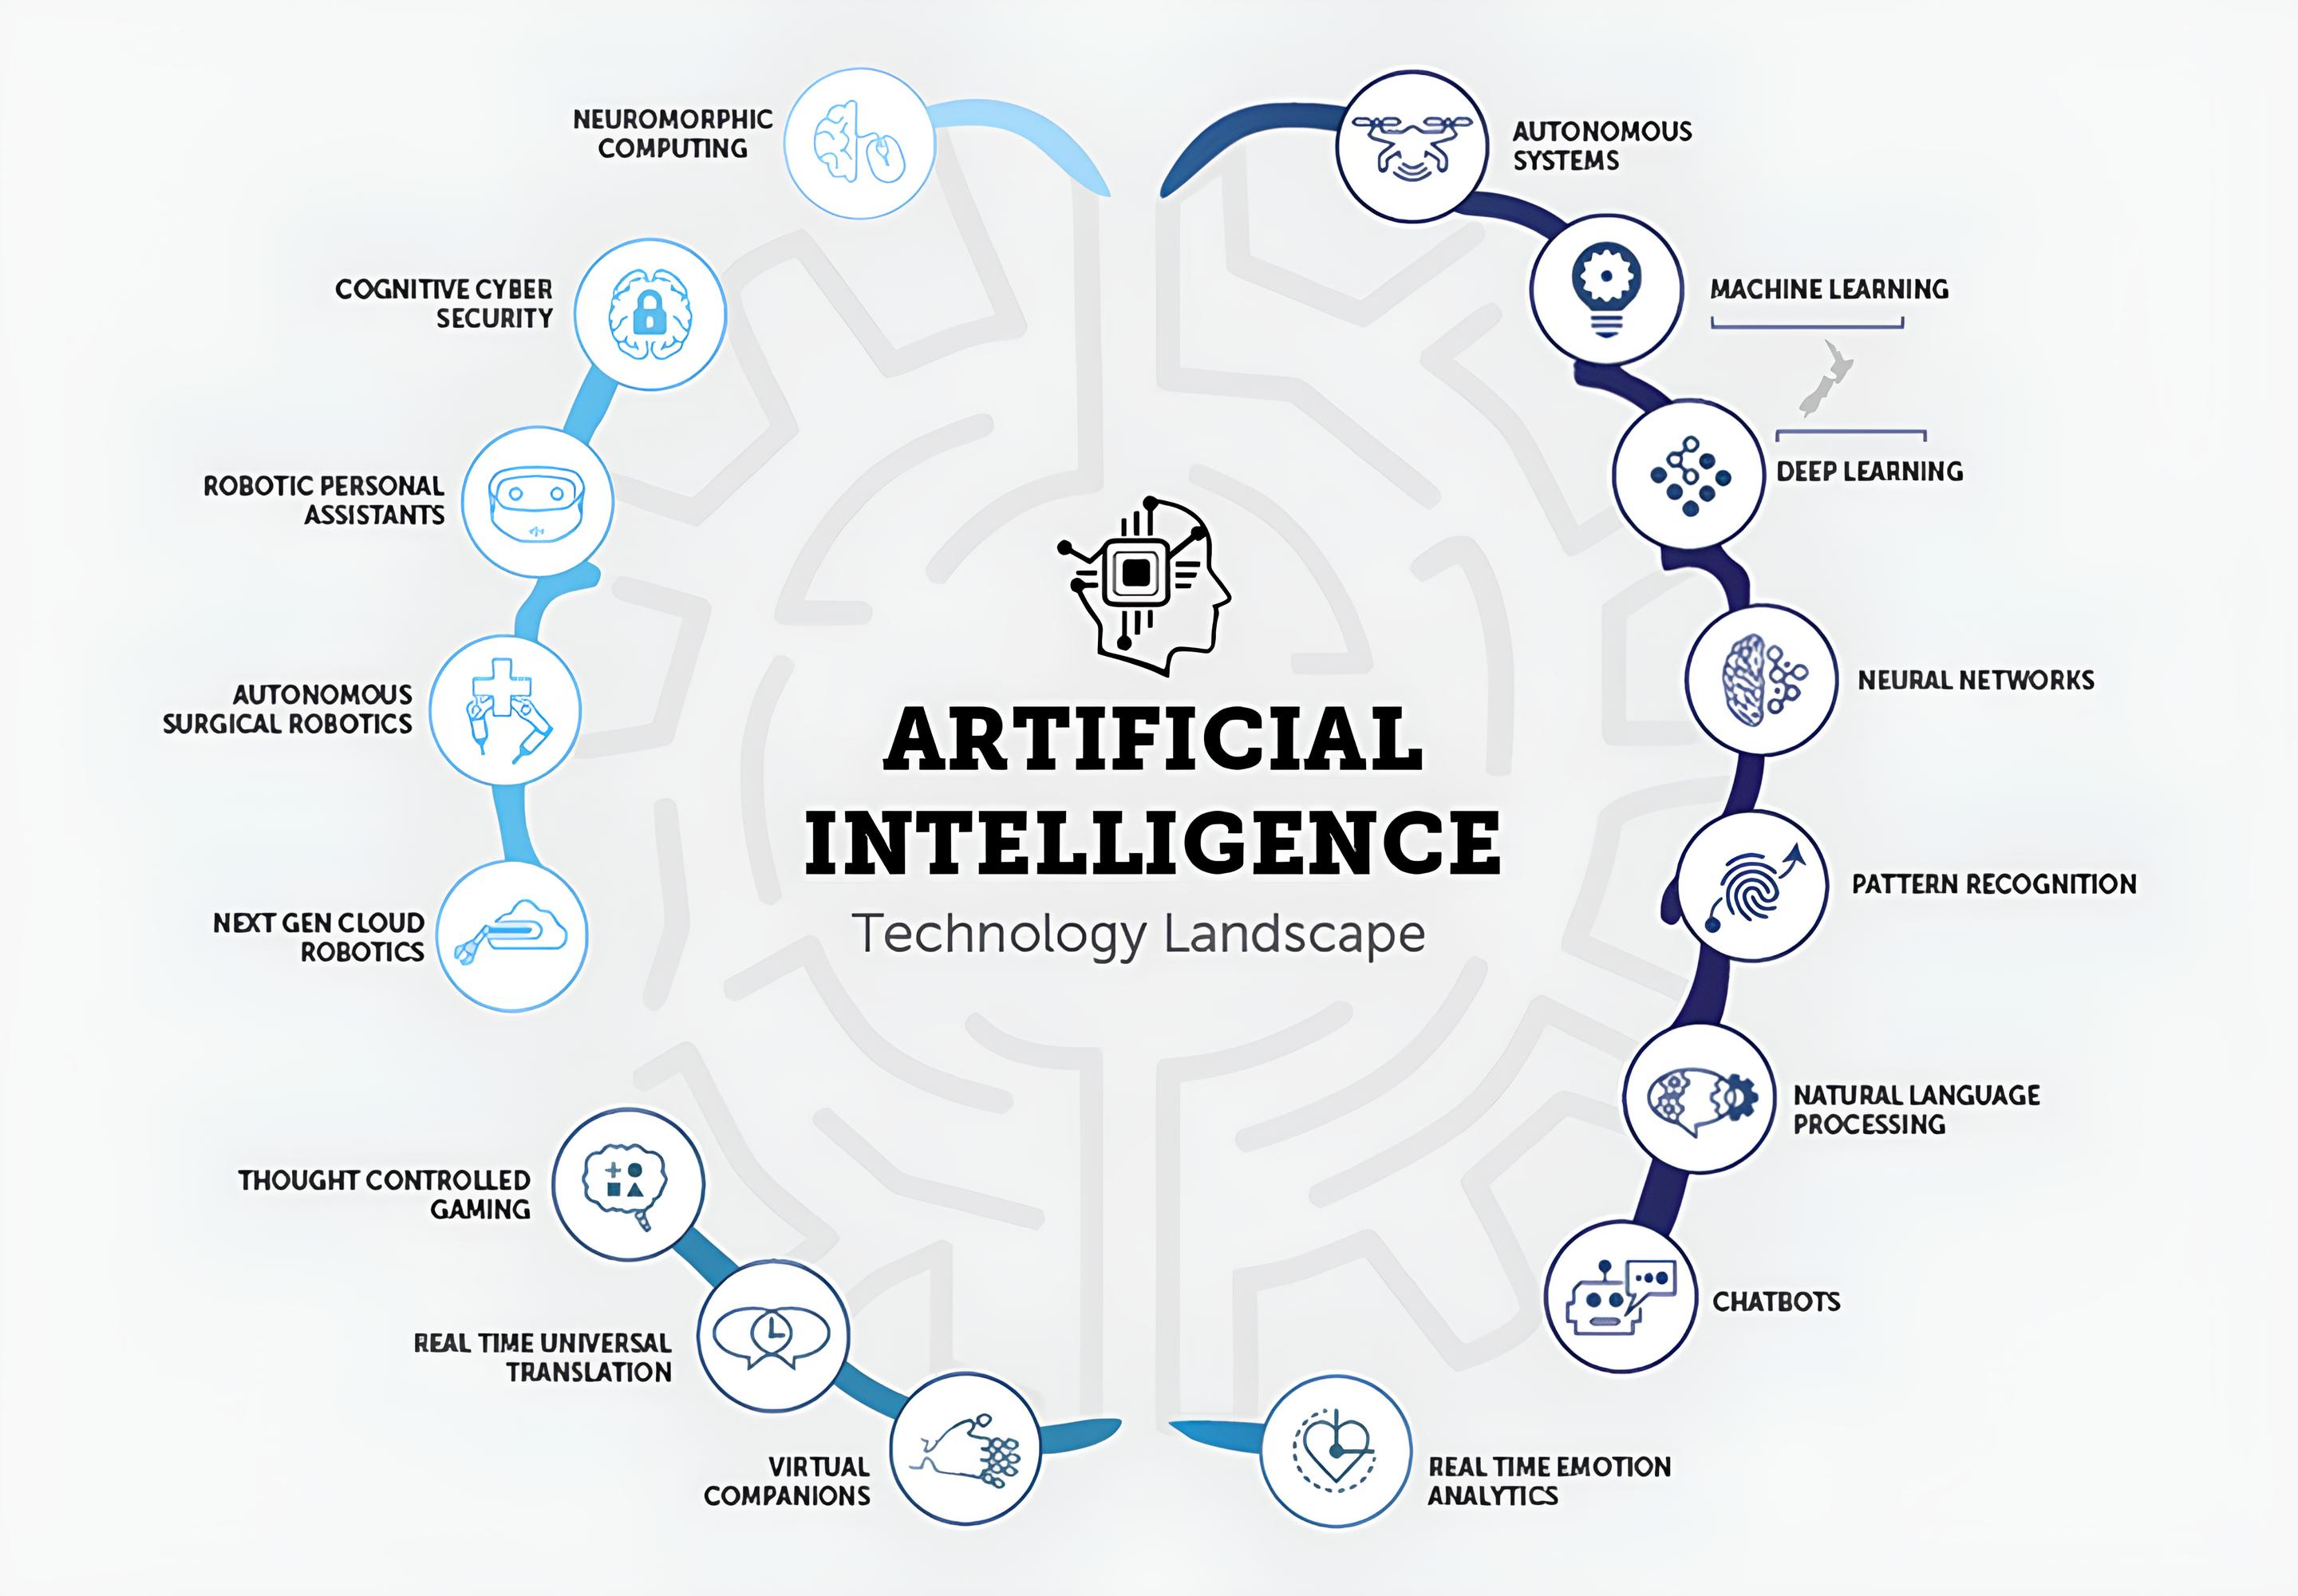 NEUROMORPHIC
COMPUTING
COGNITIVE CYBER
SECURITY
ROBOTIC PERSONAL
ASSISTANTS
AUTONOMOUS
SURGICAL ROBOTICS
NEXT GEN CLOUD
ROBOTICS
THOUGHT CONTROLLED
GAMING
REAL TIME UNIVERSAL
TRANSLATION
VIRTUAL
COMPANIONS
ARTIFICIAL
INTELLIGENCE
Technology Landscape
AUTONOMOUS
SYSTEMS
MACHINE LEARNING
DEEP LEARNING
NEURAL NETWORKS
PATTERN RECOGNITION
NATURAL LANGUAGE
PROCESSING
CHATBOTS
REAL TIME EMOTION
ANALYTICS